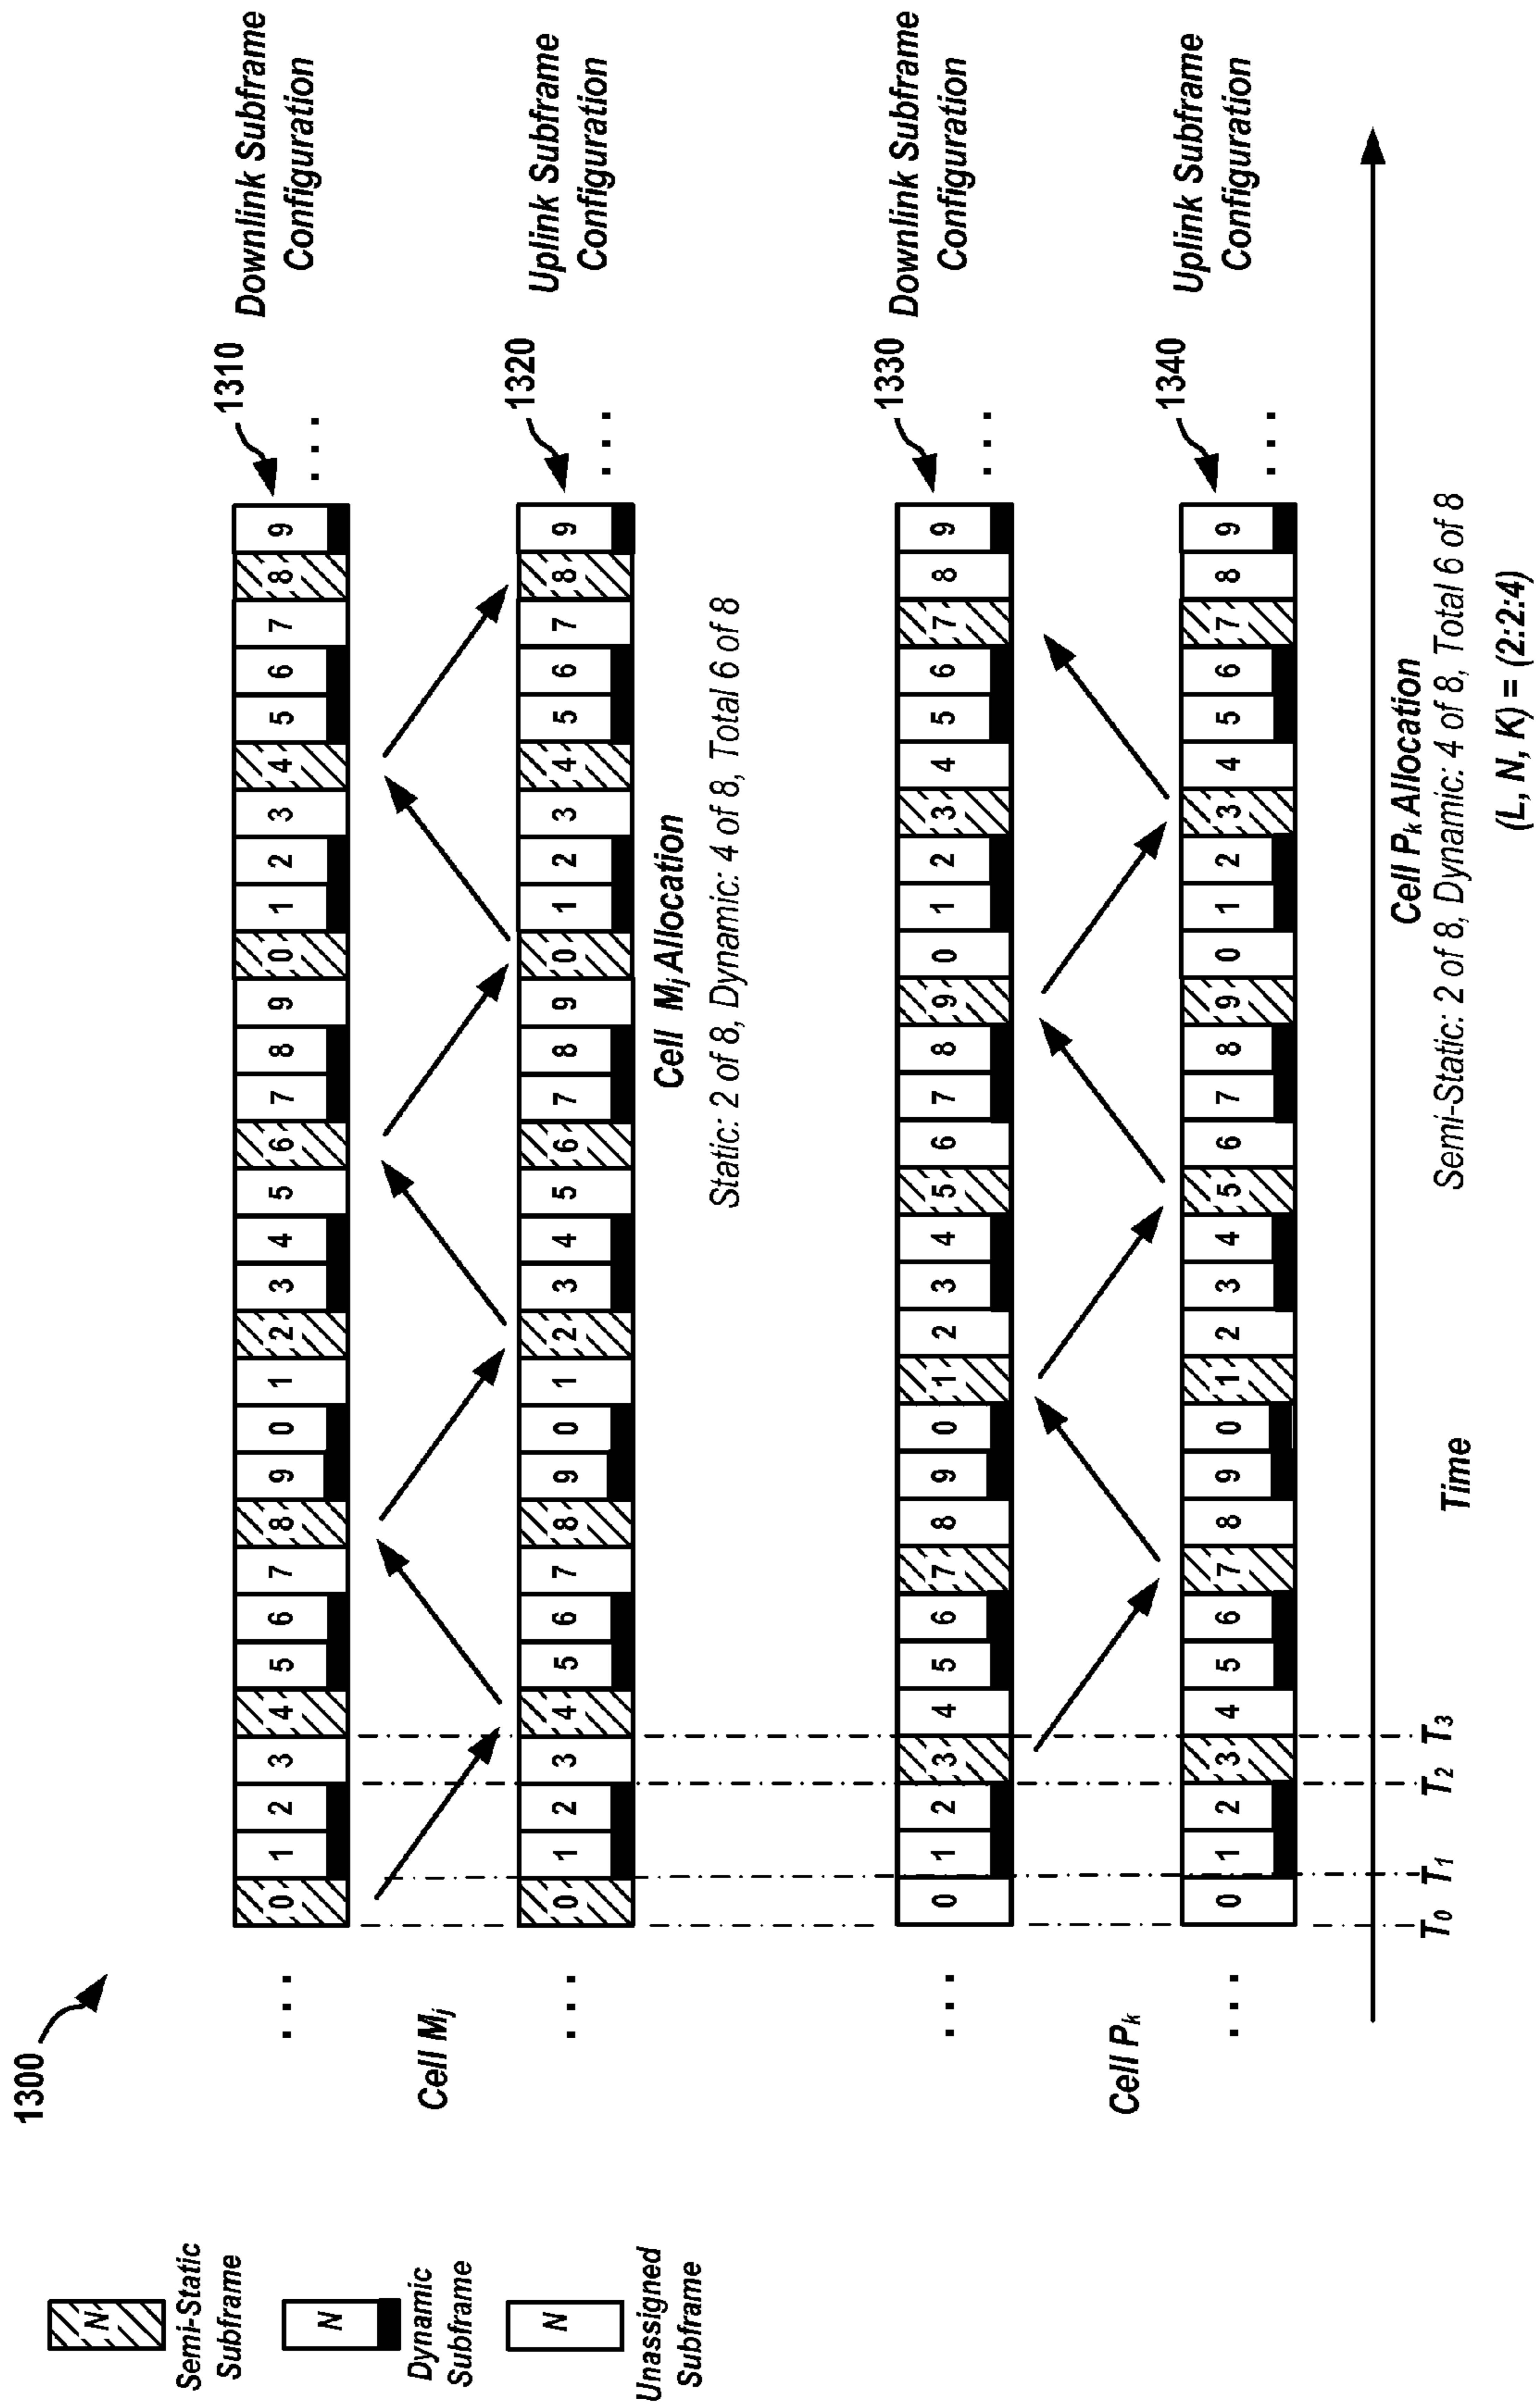 1300
N
Semi-Static
Subframe
N
Dynamic
Subframe
N
Unassigned
Subframe
Cell Mj
. . . 0 1 2 3 4 5 6 7 8 9 0 1 2 3 4 5 6 7 8 9 0 1 2 3 4 5 6 7 8 9 . . .
1310
Downlink Subframe
Configuration
. . . 0 1 2 3 4 5 6 7 8 9 0 1 2 3 4 5 6 7 8 9 0 1 2 3 4 5 6 7 8 9 . . .
1320
Uplink Subframe
Configuration
Cell Mj Allocation
Static: 2 of 8, Dynamic: 4 of 8, Total 6 of 8
Cell Pk
. . . 0 1 2 3 4 5 6 7 8 9 0 1 2 3 4 5 6 7 8 9 0 1 2 3 4 5 6 7 8 9 . . .
1330
Downlink Subframe
Configuration
. . . 0 1 2 3 4 5 6 7 8 9 0 1 2 3 4 5 6 7 8 9 0 1 2 3 4 5 6 7 8 9 . . .
1340
Uplink Subframe
Configuration
T0 T1 T2 T3
Time
Cell Pk Allocation
Semi-Static: 2 of 8, Dynamic: 4 of 8, Total 6 of 8
(L, N, K) = (2:2:4)